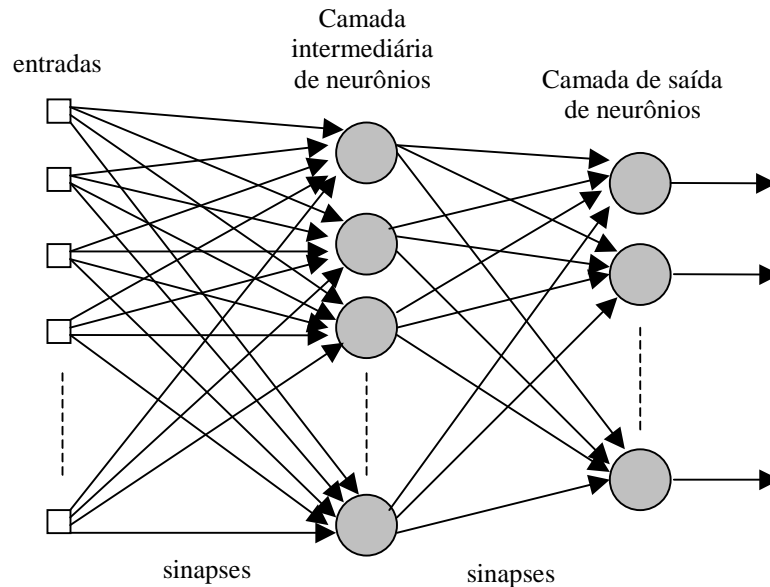 entradas
Camada
intermediária
de neurônios
Camada de saída
de neurônios
sinapses
sinapses